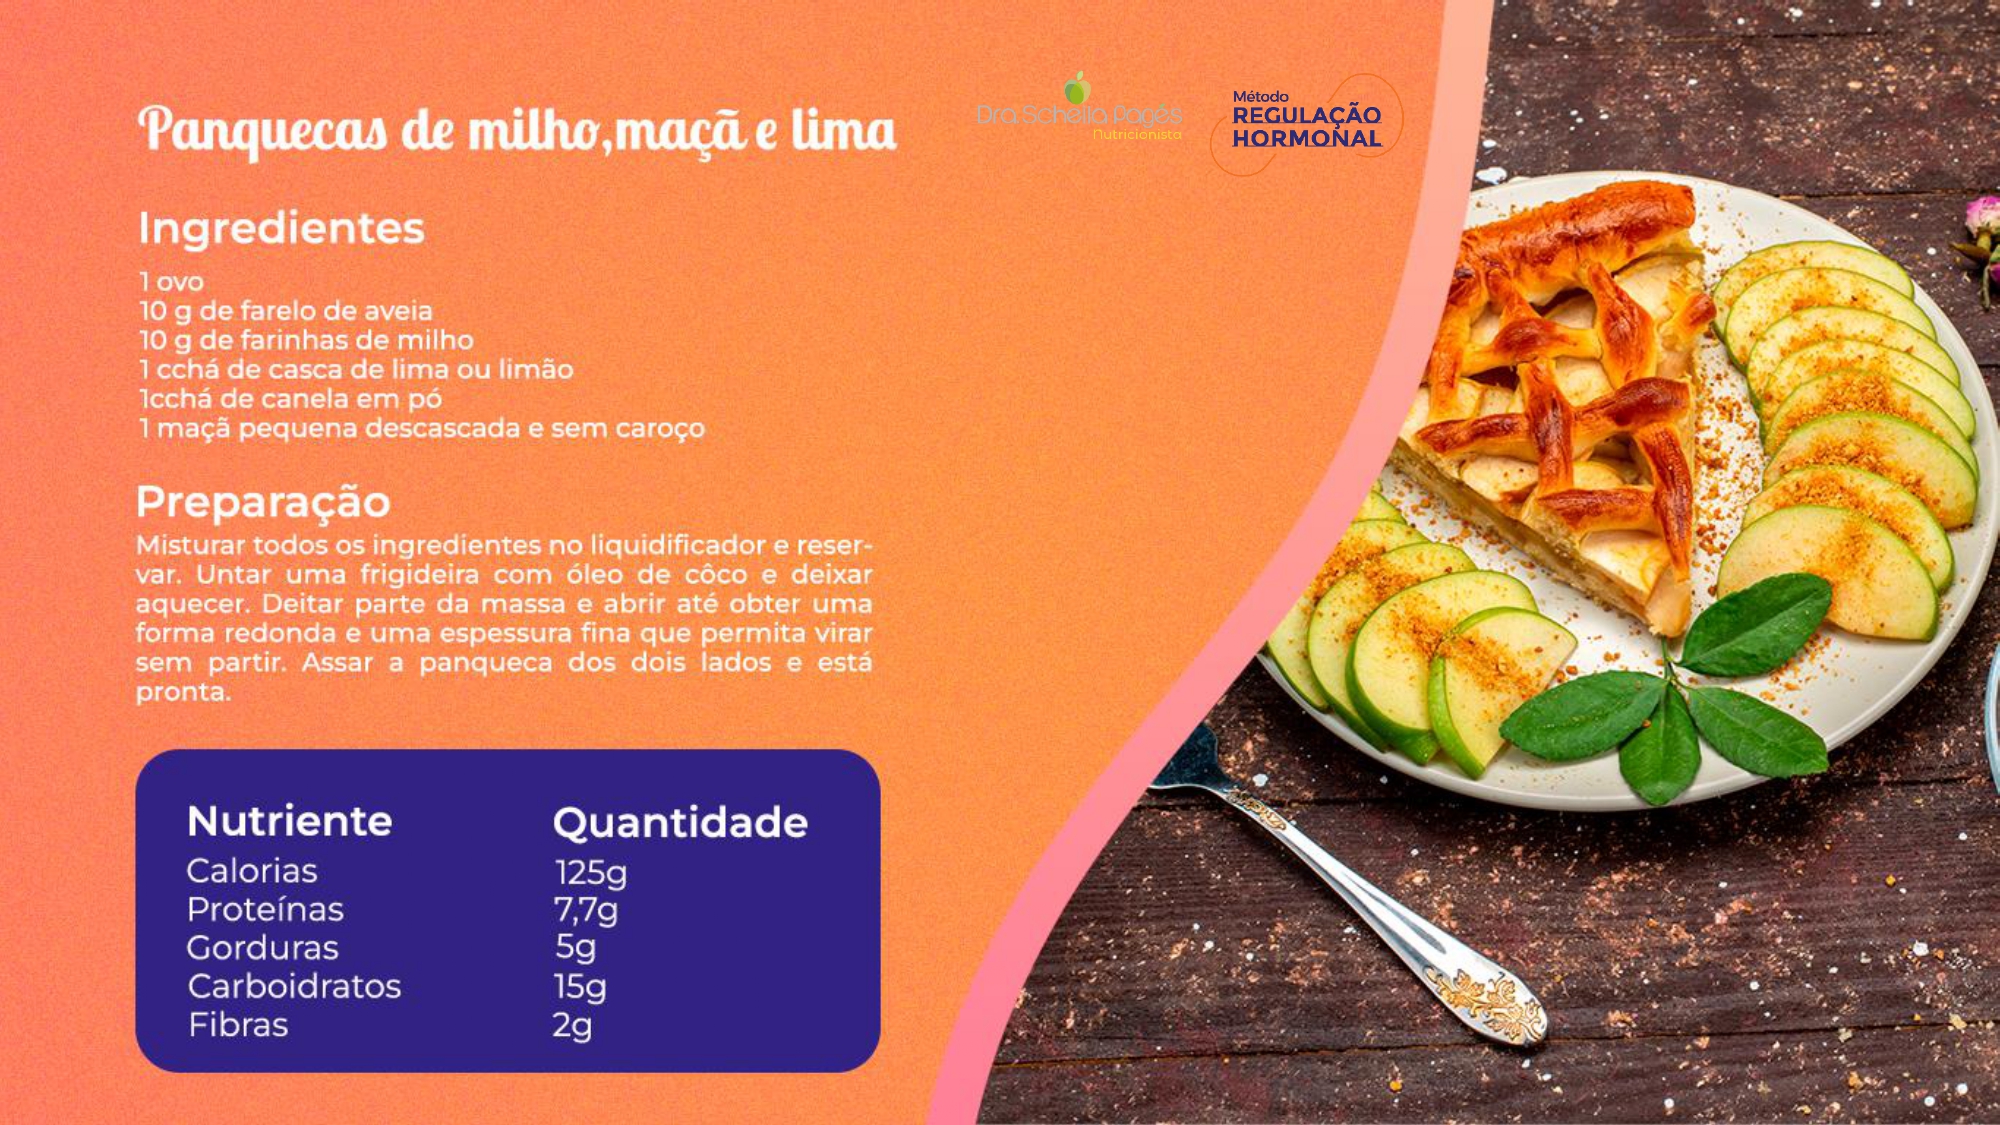 Panquecas de milho,maçã e lima
Dra.Scheila Pagés
Nutricionista
Método
REGULAÇÃO
HORMONAL
Ingredientes
1 ovo
10 g de farelo de aveia
10 g de farinhas de milho
1 cchá de casca de lima ou limão
1cchá de canela em pó
1 maçã pequena descascada e sem caroço
Preparação
Misturar todos os ingredientes no liquidificador e reser-
var. Untar uma frigideira com óleo de côco e deixar
aquecer. Deitar parte da massa e abrir até obter uma
forma redonda e uma espessura fina que permita virar
sem partir. Assar a panqueca dos dois lados e está
pronta.
Nutriente Quantidade
Calorias 125g
Proteínas 7,7g
Gorduras 5g
Carboidratos 15g
Fibras 2g